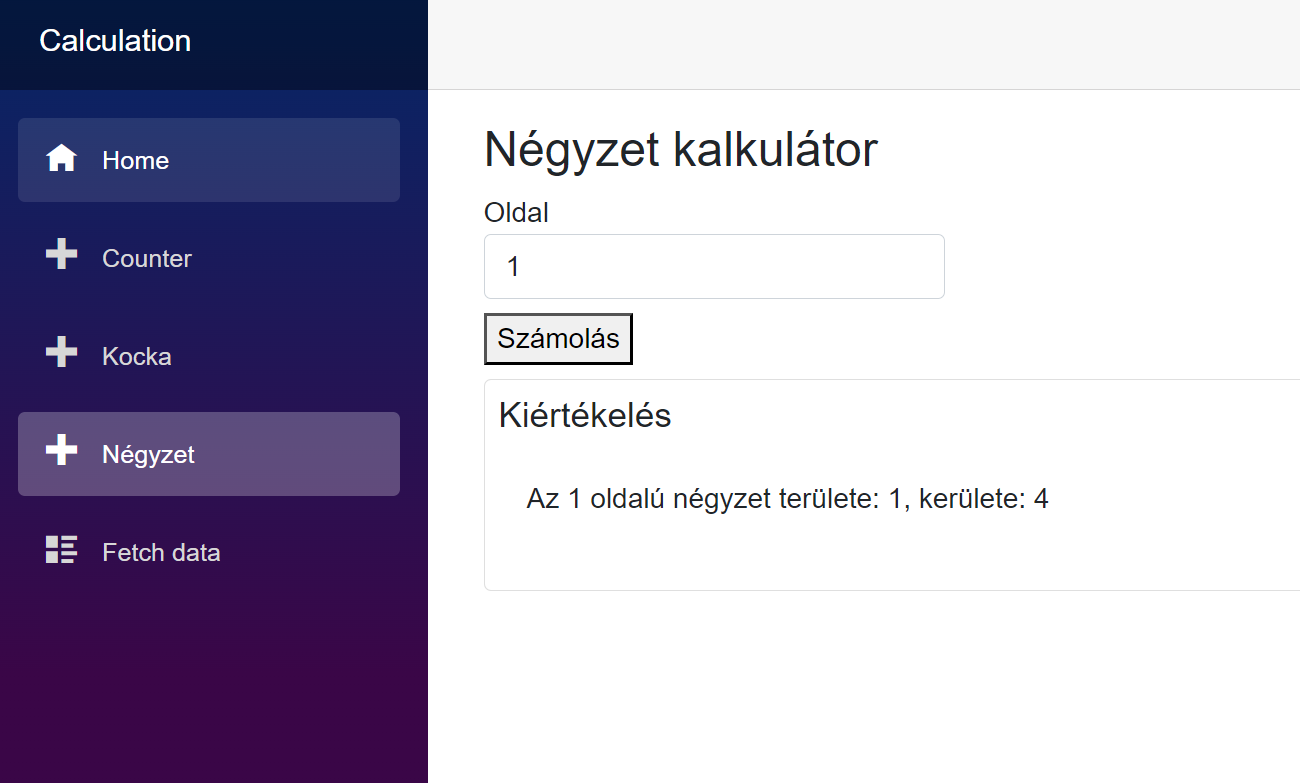 Calculation
Home
Counter
Kocka
Négyzet
Fetch data
Négyzet kalkulátor
Oldal
1
Számolás
Kiértékelés
Az 1 oldalú négyzet területe: 1, kerülete: 4